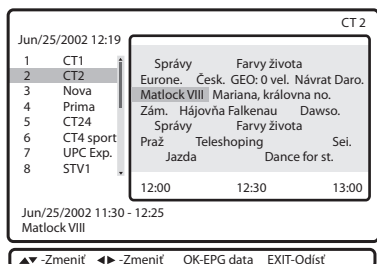 CT 2
Jun/25/2002 12:19
1 CT1
2 CT2
3 Nova
4 Prima
5 CT24
6 CT4 sport
7 UPC Exp.
8 STV1
Správy Farvy života
Eurone. Česk. GEO: 0 vel. Návrat Daro.
Matlock VIII Mariana, královna no.
Zám. Hájovňa Falkenau Dawso.
Správy Farvy života
Praž Teleshoping Sei.
Jazda Dance for st.
12:00 12:30 13:00
Jun/25/2002 11:30 - 12:25
Matlock VIII
▲▼ -Zmeniť ◄► -Zmeniť OK-EPG data EXIT-Odísť